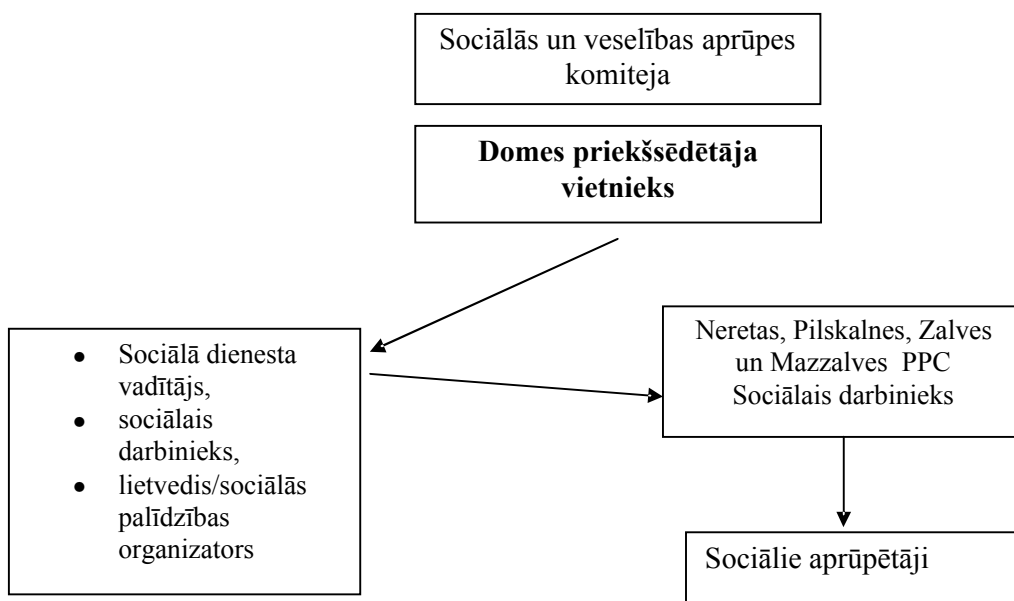 Sociālās un veselības aprūpes
komiteja
Domes priekšsēdētāja
vietnieks
● Sociālā dienesta
vadītājs,
● sociālais
darbinieks,
● lietvedis/sociālās
palīdzības
organizators
Neretas, Pilskalnes, Zalves
un Mazzalves PPC
Sociālais darbinieks
Sociālie aprūpētāji